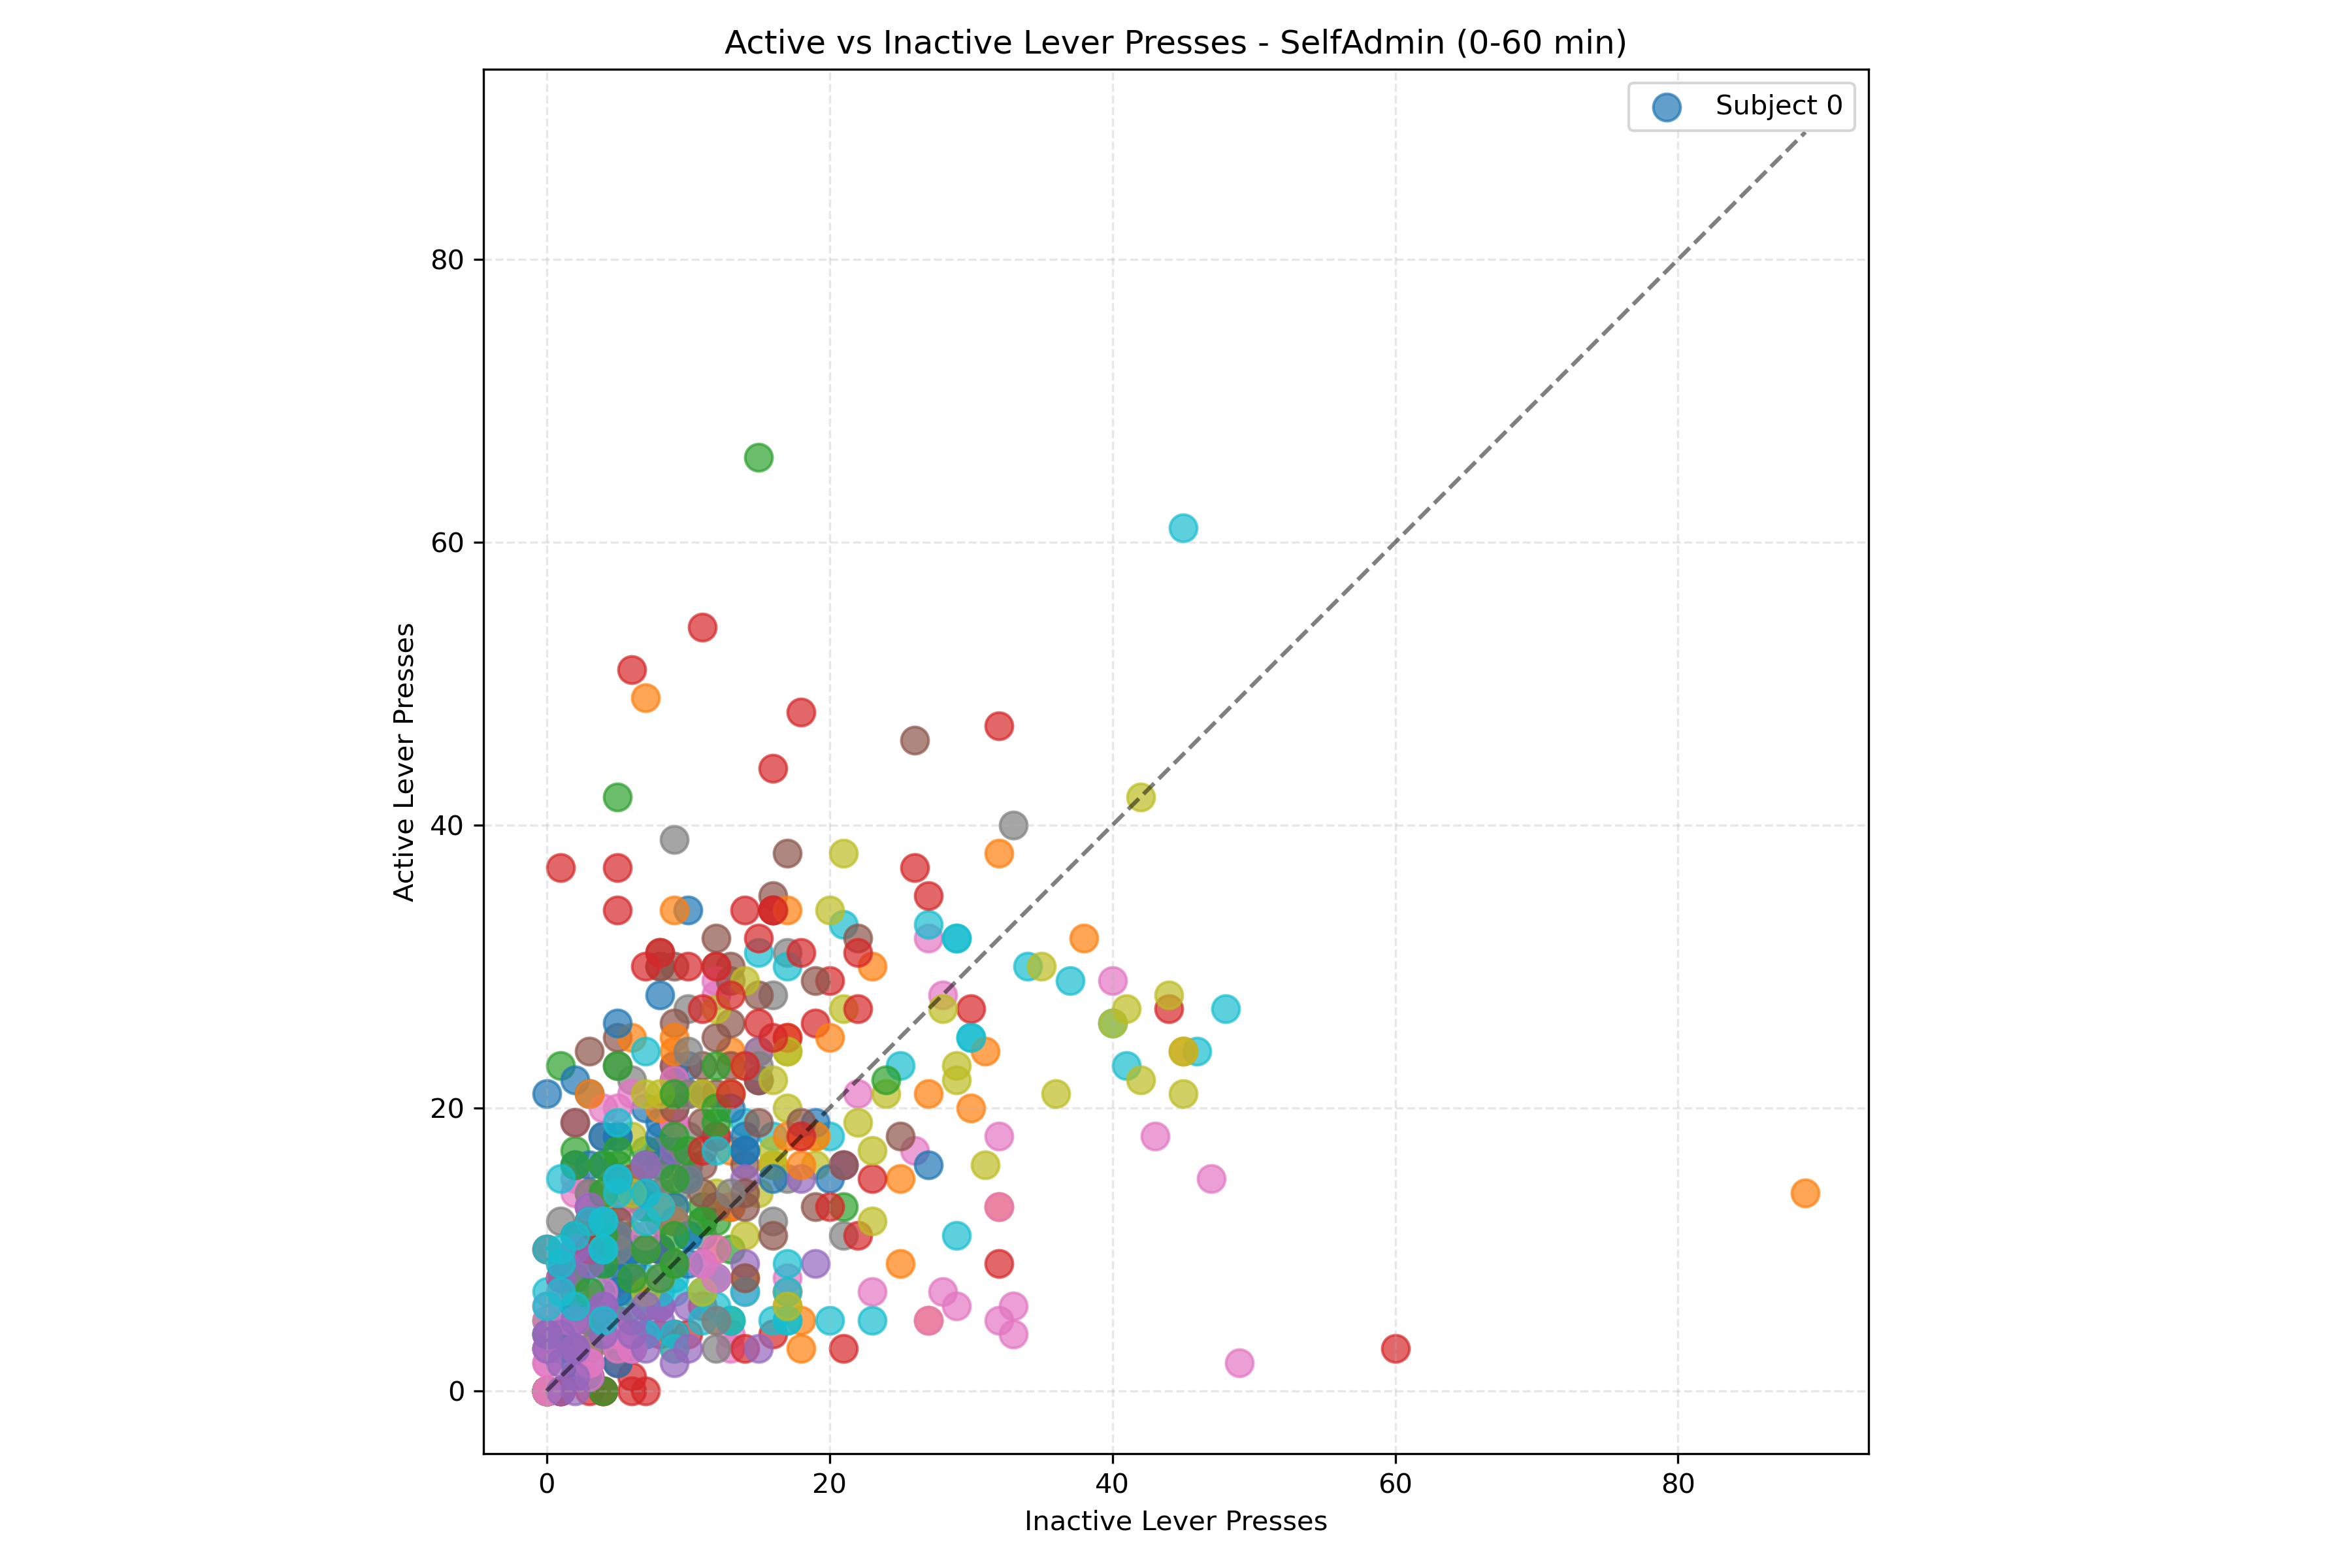 Active vs Inactive Lever Presses - SelfAdmin (0-60 min)
Subject 0
80
60
40
20
0
Active Lever Presses
0 20 40 60 80
Inactive Lever Presses